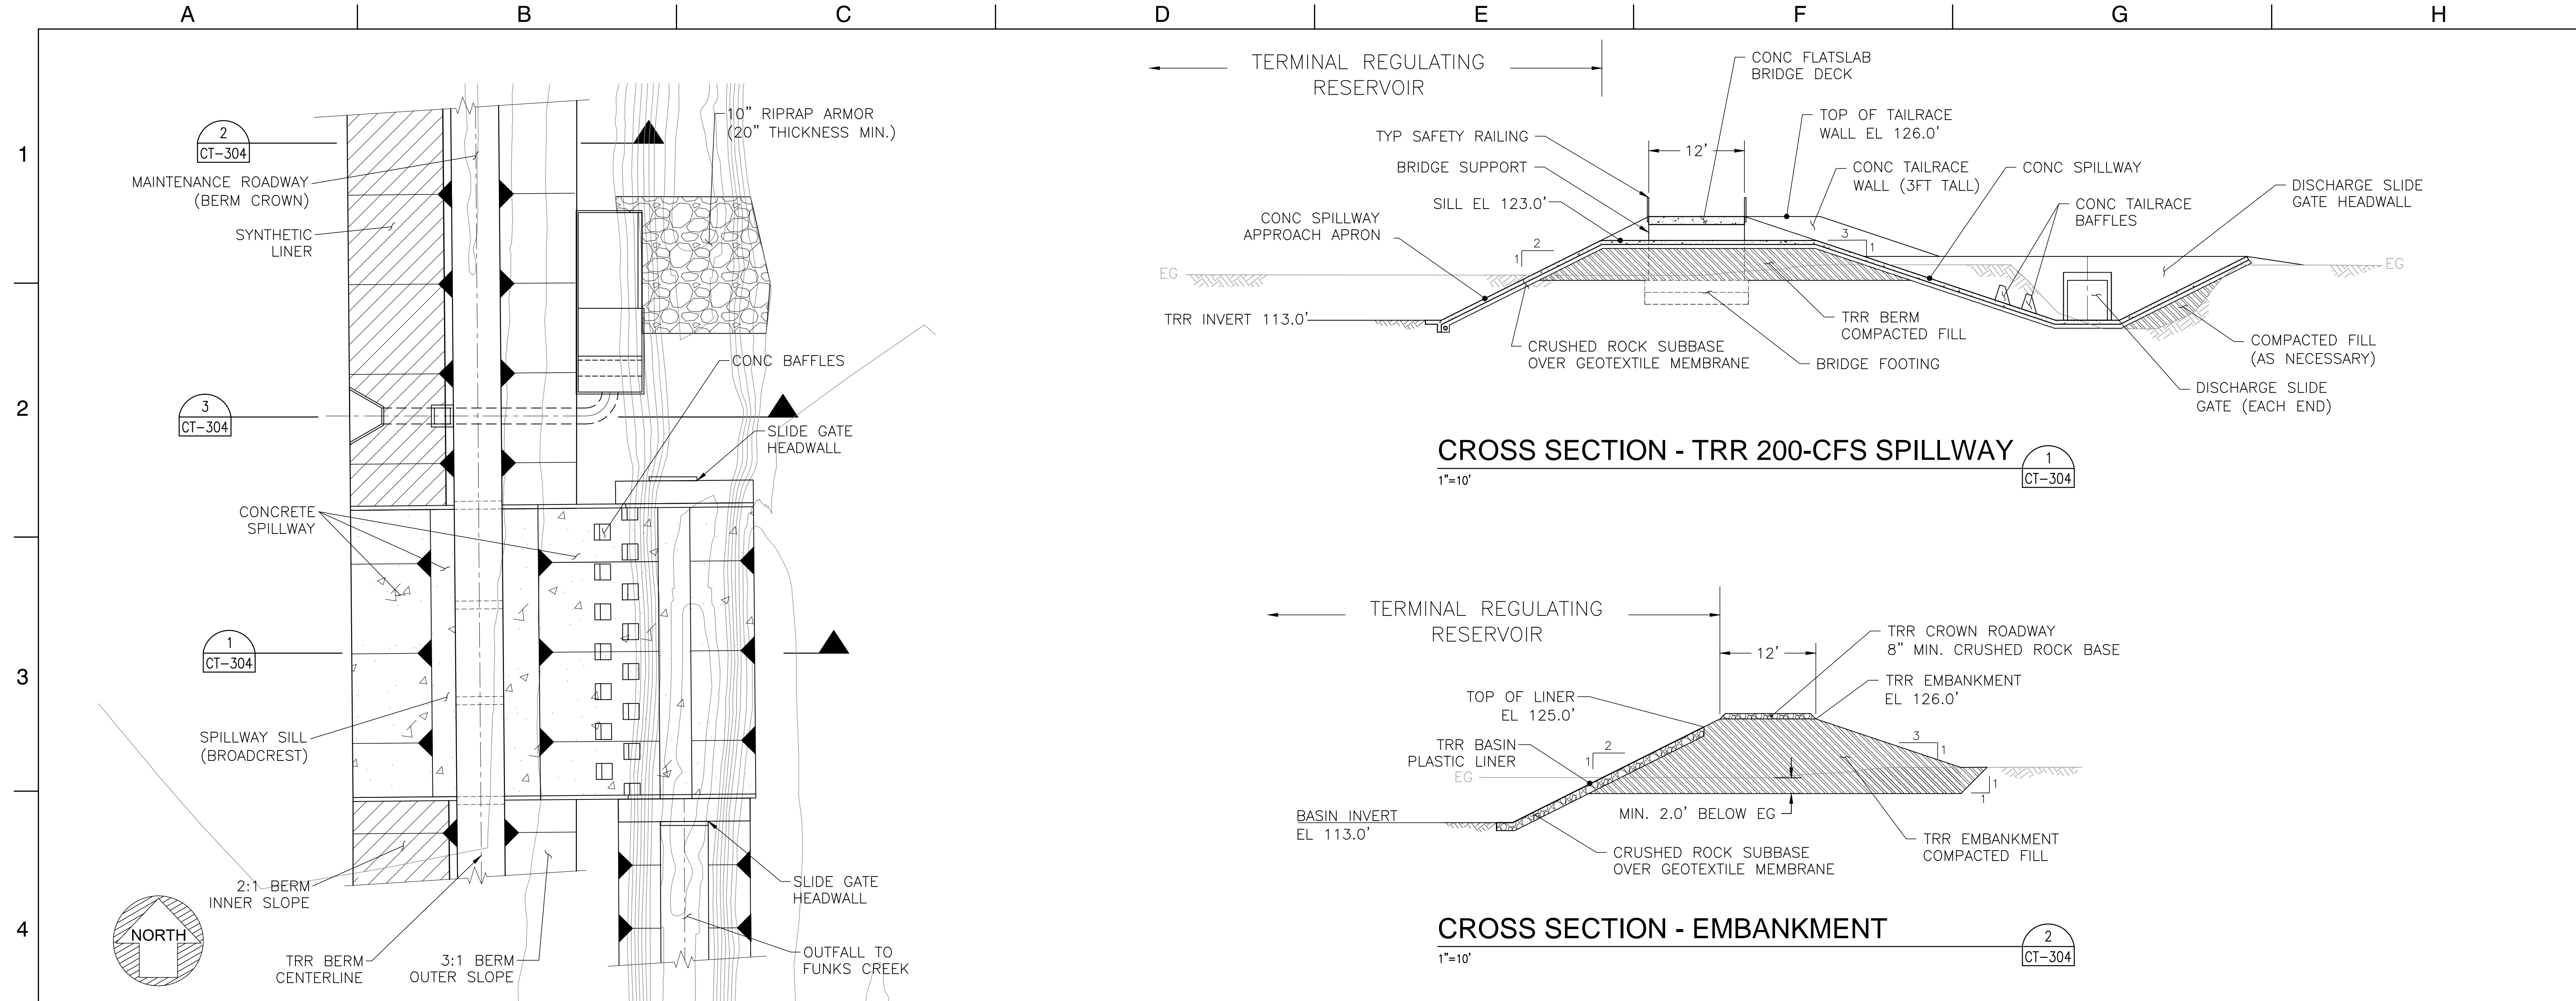 A
B
C
D
E
F
G
H
1
2
3
4
2
CT-304
MAINTENANCE ROADWAY
(BERM CROWN)
SYNTHETIC
LINER
10" RIPRAP ARMOR
(20" THICKNESS MIN.)
CONC BAFFLES
3
CT-304
SLIDE GATE
HEADWALL
CONCRETE
SPILLWAY
1
CT-304
SPILLWAY SILL
(BROADCREST)
2:1 BERM
INNER SLOPE
NORTH
TRR BERM
CENTERLINE
3:1 BERM
OUTER SLOPE
SLIDE GATE
HEADWALL
OUTFALL TO
FUNKS CREEK
TERMINAL REGULATING
RESERVOIR
CONC FLATSLAB
BRIDGE DECK
TYP SAFETY RAILING
12'
TOP OF TAILRACE
WALL EL 126.0'
BRIDGE SUPPORT
CONC TAILRACE
WALL (3FT TALL)
CONC SPILLWAY
DISCHARGE SLIDE
GATE HEADWALL
SILL EL 123.0'
CONC TAILRACE
BAFFLES
CONC SPILLWAY
APPROACH APRON
2
1
3
1
EG
EG
TRR INVERT 113.0'
TRR BERM
COMPACTED FILL
CRUSHED ROCK SUBBASE
OVER GEOTEXTILE MEMBRANE
BRIDGE FOOTING
COMPACTED FILL
(AS NECESSARY)
DISCHARGE SLIDE
GATE (EACH END)
CROSS SECTION - TRR 200-CFS SPILLWAY
1"=10'
1
CT-304
TERMINAL REGULATING
RESERVOIR
12'
TRR CROWN ROADWAY
8" MIN. CRUSHED ROCK BASE
TOP OF LINER
EL 125.0'
TRR EMBANKMENT
EL 126.0'
TRR BASIN
PLASTIC LINER
2
1
3
1
EG
1
1
MIN. 2.0' BELOW EG
BASIN INVERT
EL 113.0'
TRR EMBANKMENT
COMPACTED FILL
CRUSHED ROCK SUBBASE
OVER GEOTEXTILE MEMBRANE
CROSS SECTION - EMBANKMENT
1"=10'
2
CT-304